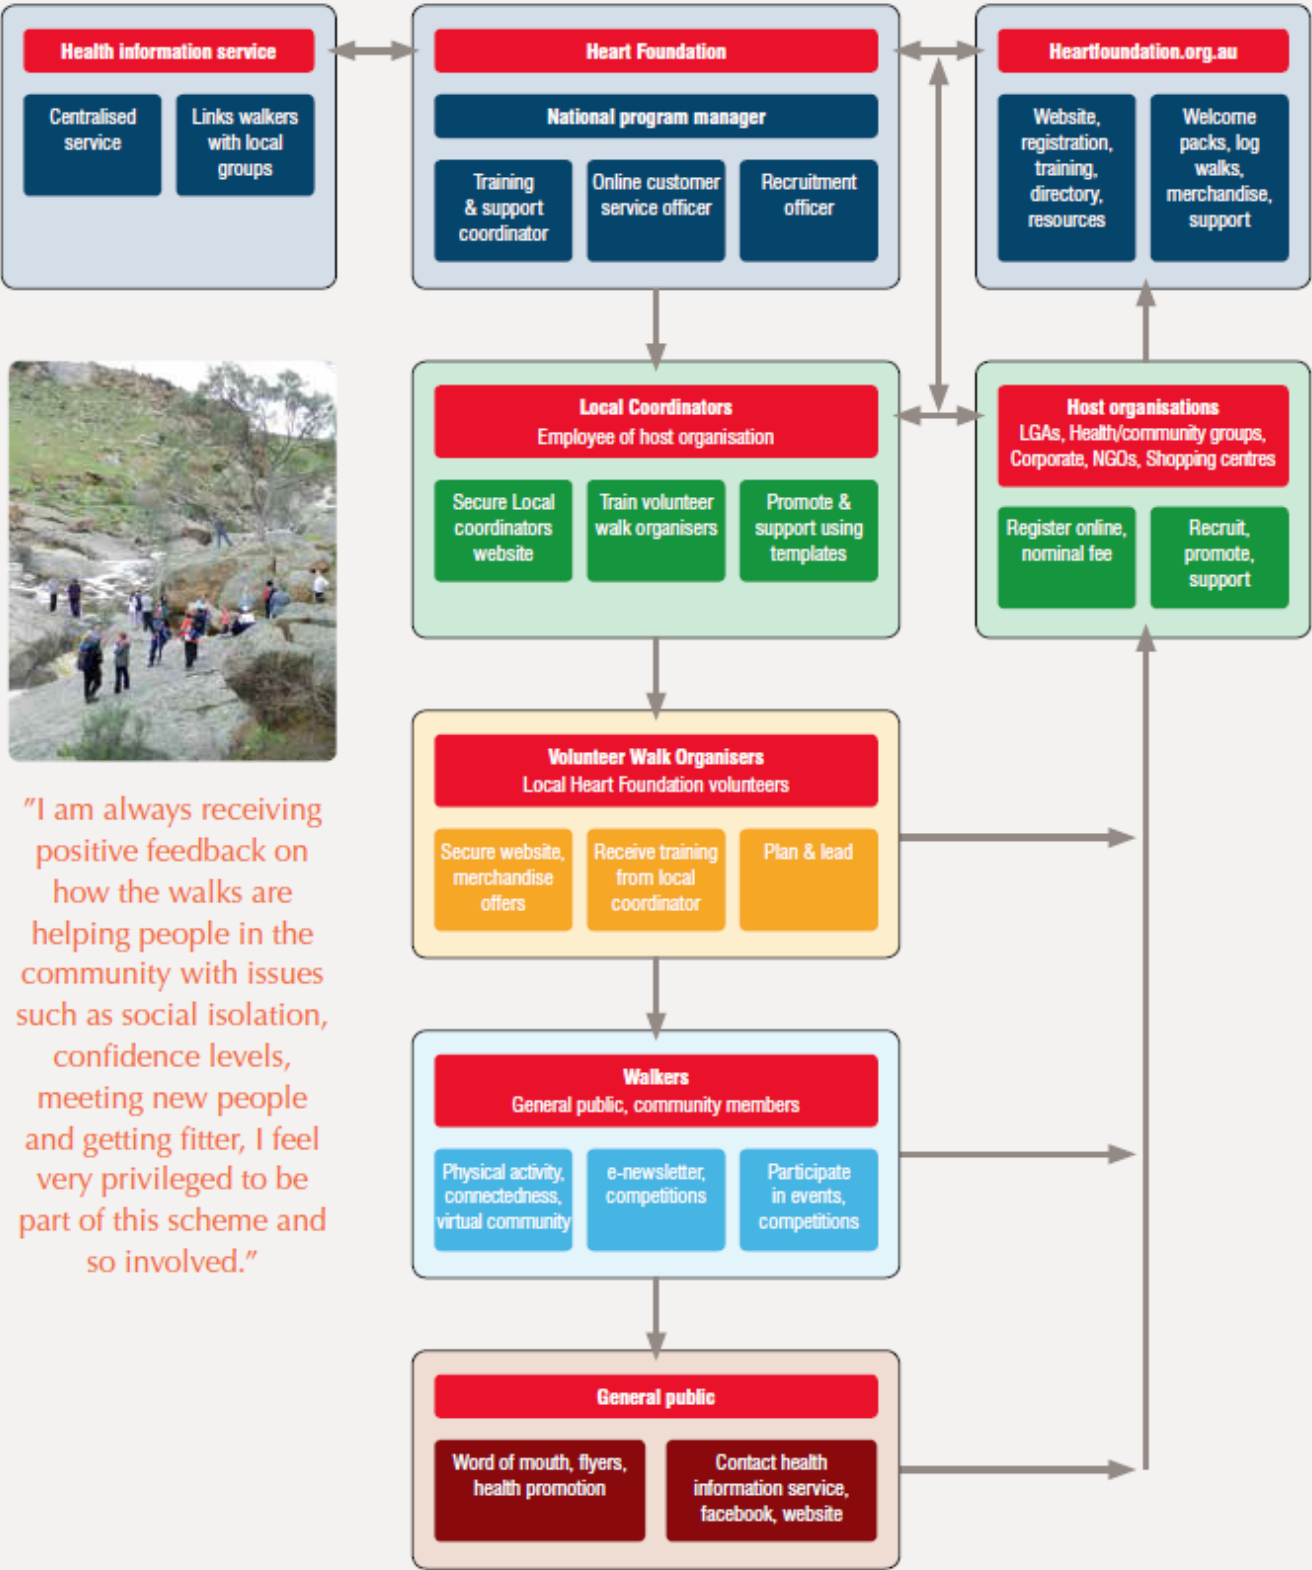 Health information service
Centralised
service
Links walkers
with local
groups
Heart Foundation
National program manager
Training
& support
coordinator
Online customer
service officer
Recruitment
officer
Heartfoundation.org.au
Website,
registration,
training,
directory,
resources
Welcome
packs, log
walks,
merchandise,
support
Local Coordinators
Employee of host organisation
Secure Local
coordinators
website
Train volunteer
walk organisers
Promote &
support using
templates
Host organisations
LGAs, Health/community groups,
Corporate, NGOs, Shopping centres
Register online,
nominal fee
Recruit,
promote,
support
Volunteer Walk Organisers
Local Heart Foundation volunteers
Secure website,
merchandise
offers
Receive training
from local
coordinator
Plan & lead
"I am always receiving
positive feedback on
how the walks are
helping people in the
community with issues
such as social isolation,
confidence levels,
meeting new people
and getting fitter, I feel
very privileged to be
part of this scheme and
so involved."
Walkers
General public, community members
Physical activity,
connectedness,
virtual community
e-newsletter,
competitions
Participate
in events,
competitions
General public
Word of mouth, flyers,
health promotion
Contact health
information service,
facebook, website